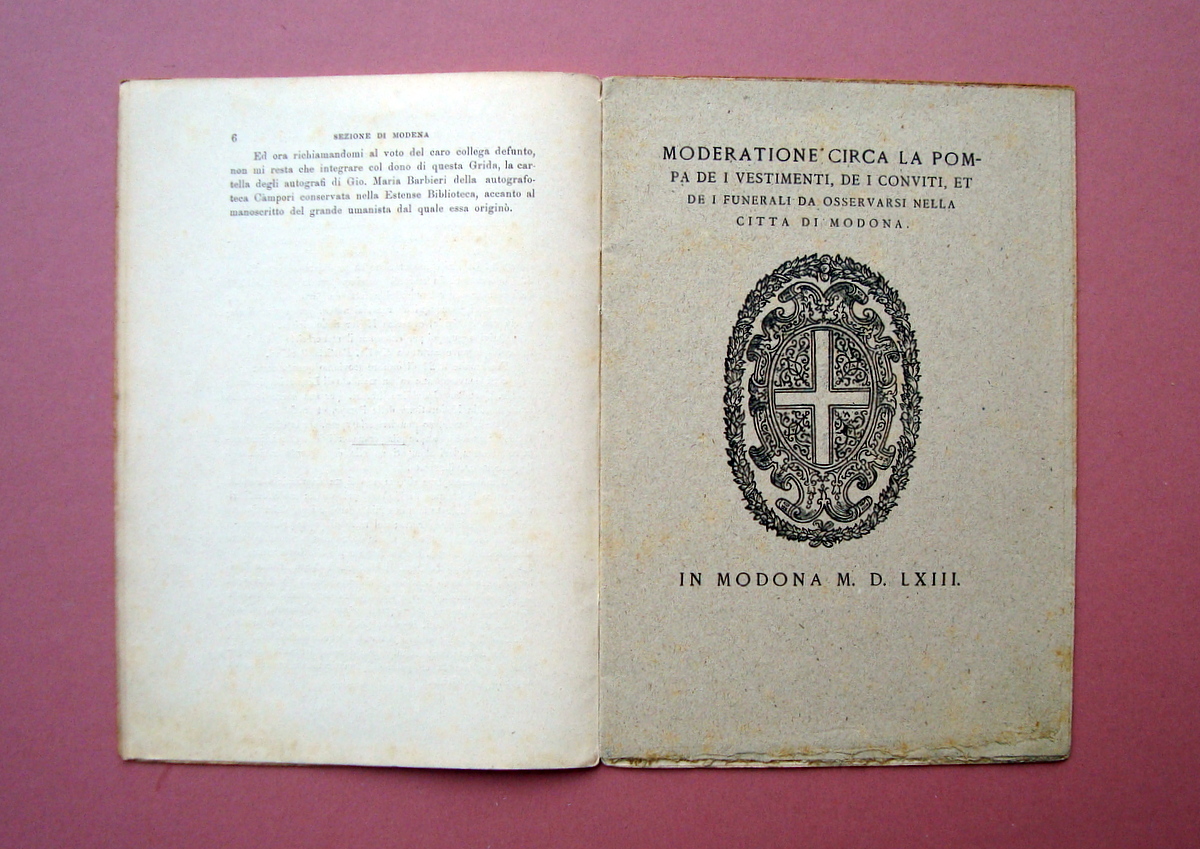 6
SEZIONE DI MODENA
Ed ora richiamandomi al voto del caro collega defunto,
non mi resta che integrare col dono di questa Grida, la car-
tella degli autografi di Gio. Maria Barbieri della autografo-
teca Càmpori conservata nella Estense Biblioteca, accanto al
manoscritto del grande umanista dal quale essa originò.
MODERATIONE CIRCA LA POM-
PA DE I VESTIMENTI, DE I CONVITI, ET
DE I FUNERALI DA OSSERVARSI NELLA
CITTA DI MODONA.
IN MODONA M. D. LXIII.